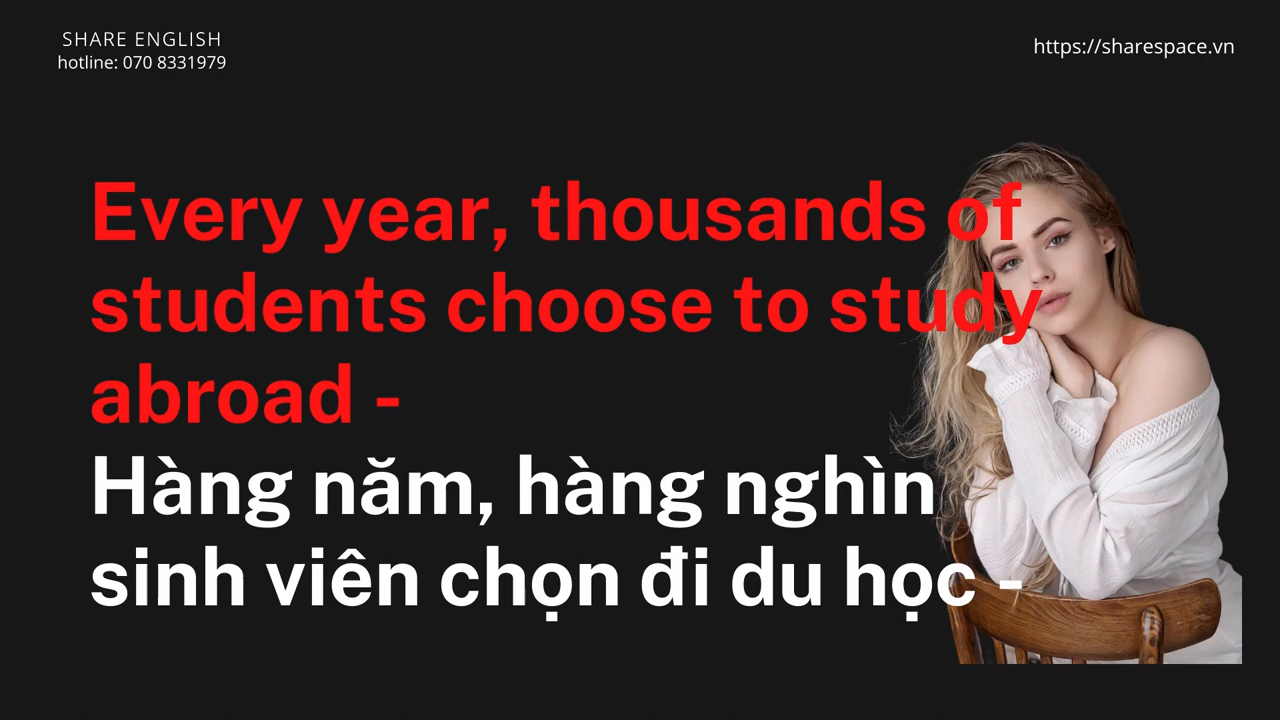 SHARE ENGLISH
hotline: 070 8331979
https://sharespace.vn
Every year, thousands of
students choose to study
abroad -
Hàng năm, hàng nghìn
sinh viên chọn đi du học -